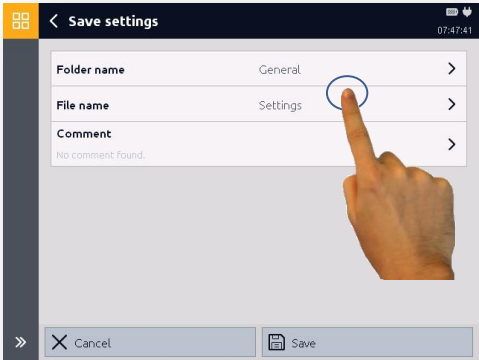 Save settings
07:47:41
Folder name General
File name Settings
Comment
No comment found.
Cancel Save